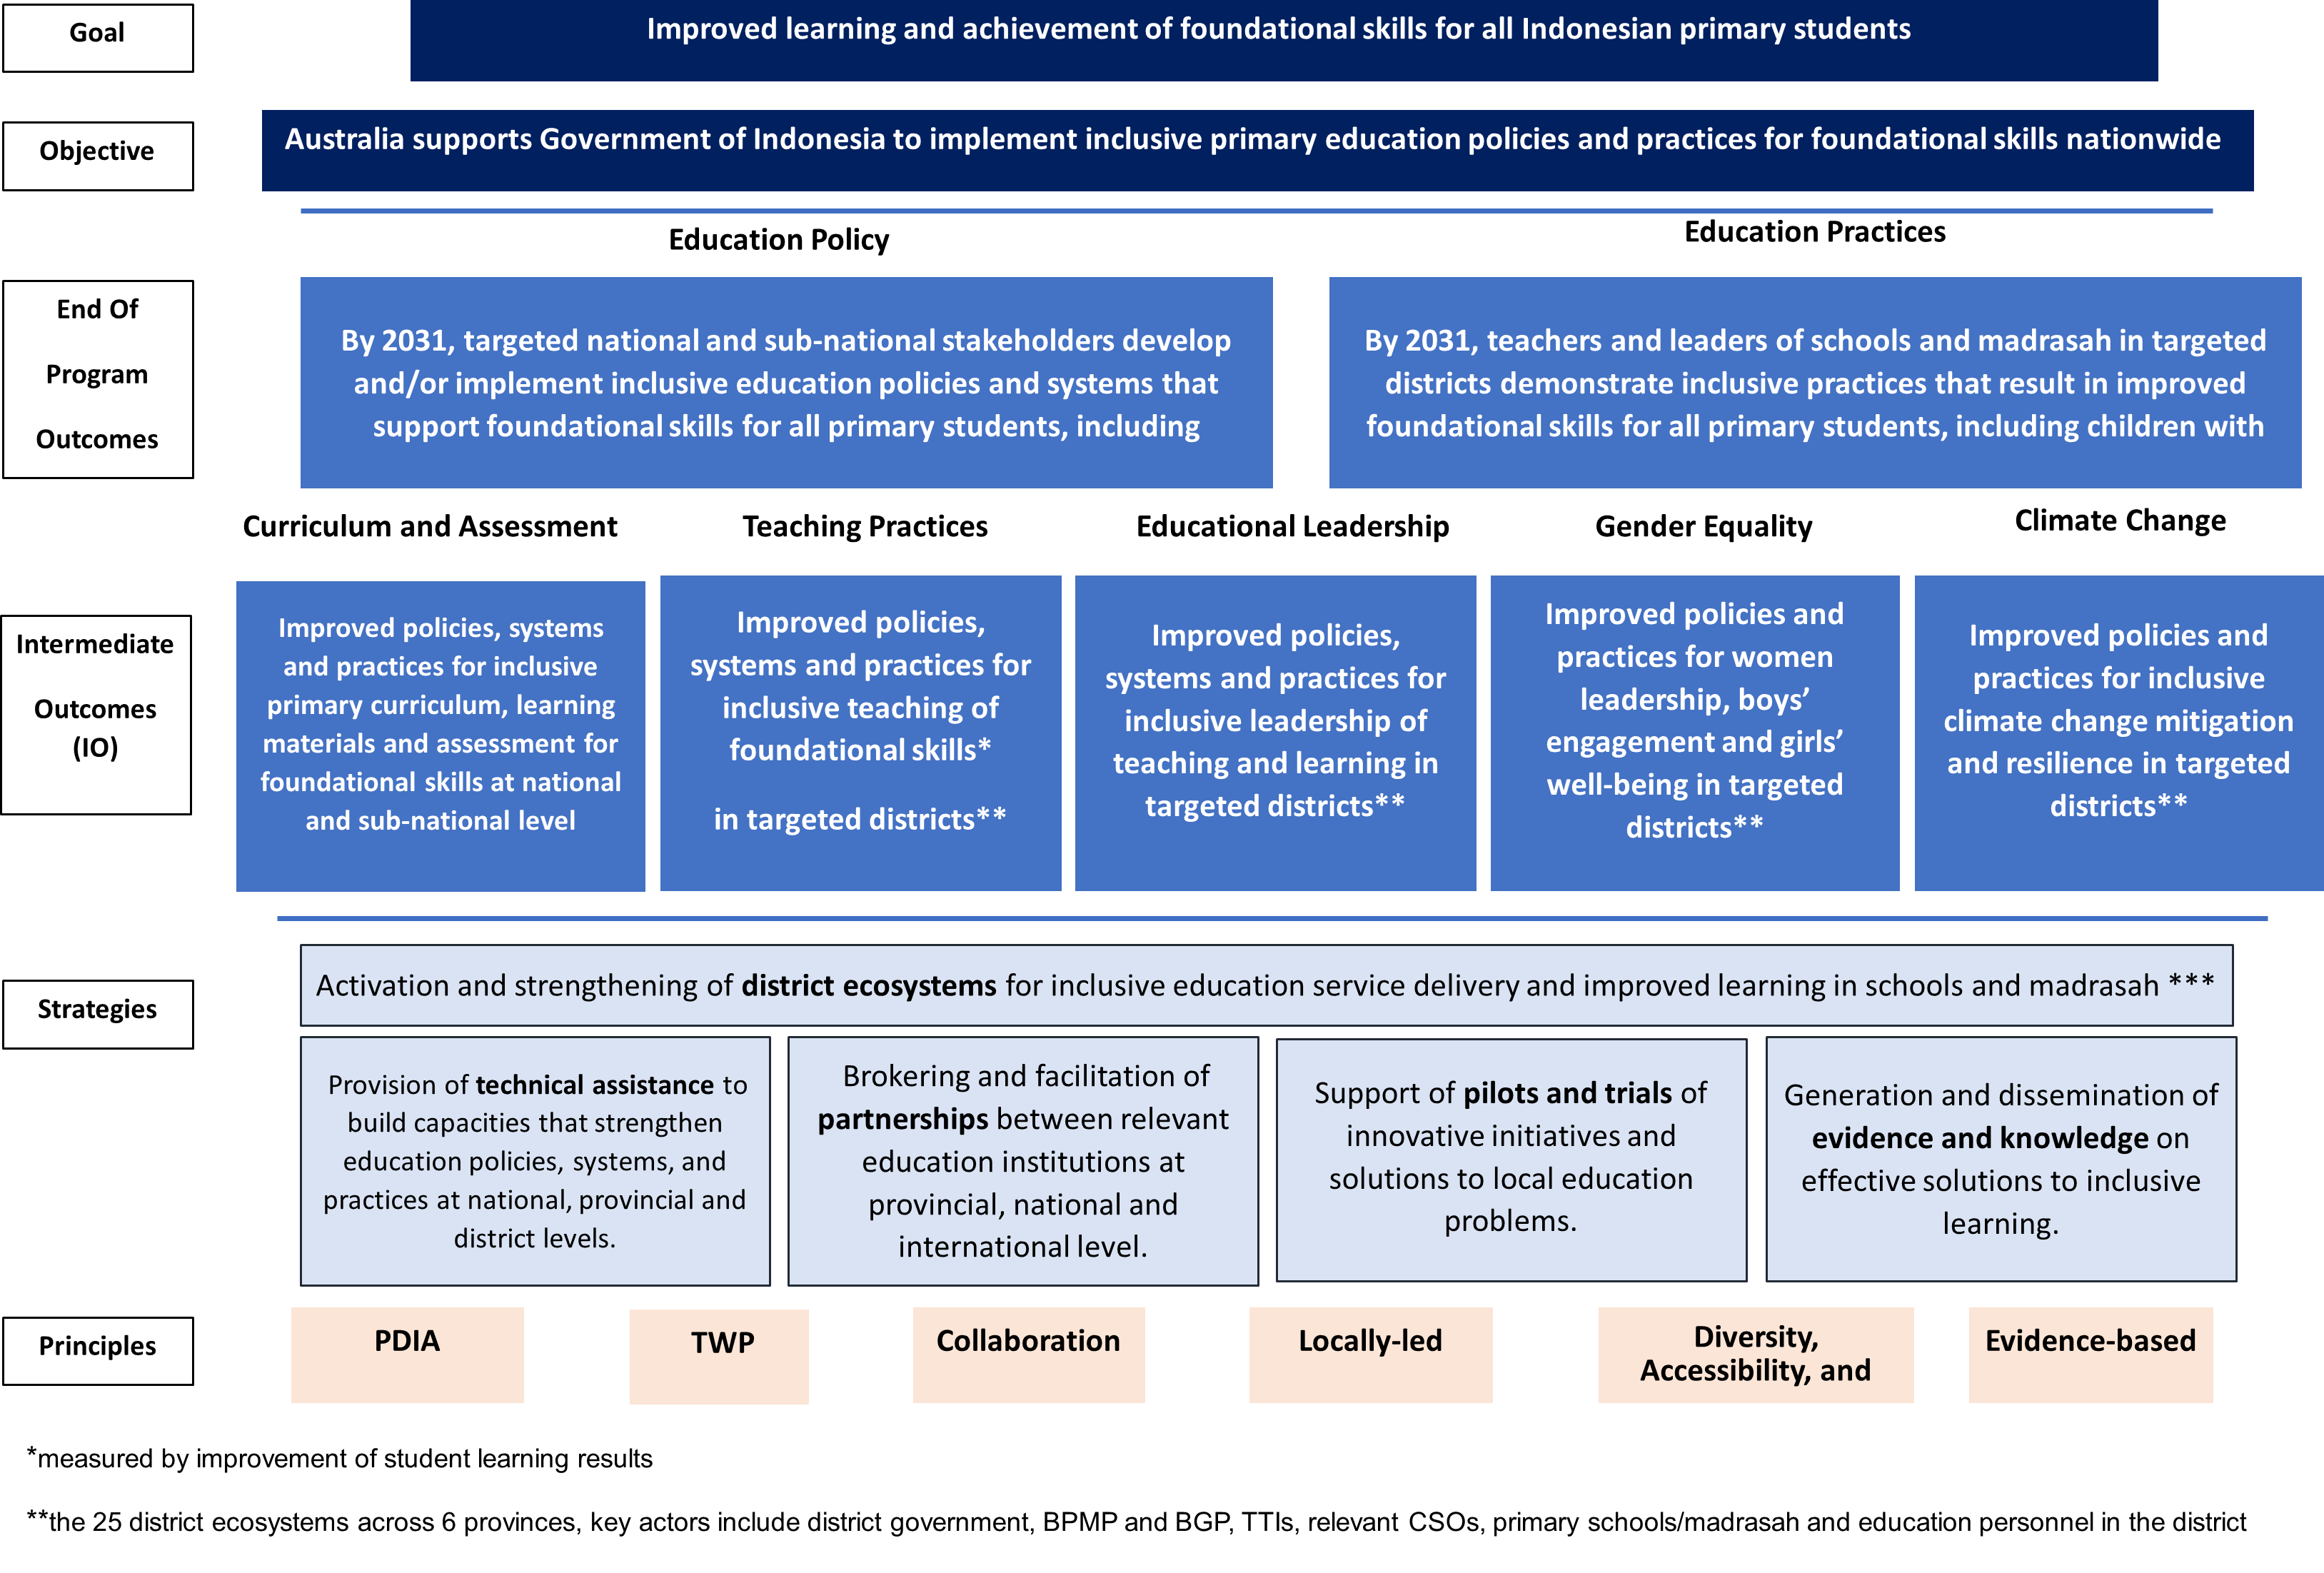 Goal
Improved learning and achievement of foundational skills for all Indonesian primary students
Objective
Australia supports Government of Indonesia to implement inclusive primary education policies and practices for foundational skills nationwide
Education Policy
Education Practices
End Of
Program
Outcomes
By 2031, targeted national and sub-national stakeholders develop
and/or implement inclusive education policies and systems that
support foundational skills for all primary students, including
By 2031, teachers and leaders of schools and madrasah in targeted
districts demonstrate inclusive practices that result in improved
foundational skills for all primary students, including children with
Curriculum and Assessment
Teaching Practices
Educational Leadership
Gender Equality
Climate Change
Intermediate
Outcomes
(IO)
Improved policies, systems
and practices for inclusive
primary curriculum, learning
materials and assessment for
foundational skills at national
and sub-national level
Improved policies,
systems and practices for
inclusive teaching of
foundational skills*
in targeted districts**
Improved policies,
systems and practices for
inclusive leadership of
teaching and learning in
targeted districts**
Improved policies and
practices for women
leadership, boys’
engagement and girls’
well-being in targeted
districts**
Improved policies and
practices for inclusive
climate change mitigation
and resilience in targeted
districts**
Strategies
Activation and strengthening of district ecosystems for inclusive education service delivery and improved learning in schools and madrasah ***
Provision of technical assistance to
build capacities that strengthen
education policies, systems, and
practices at national, provincial and
district levels.
Brokering and facilitation of
partnerships between relevant
education institutions at
provincial, national and
international level.
Support of pilots and trials of
innovative initiatives and
solutions to local education
problems.
Generation and dissemination of
evidence and knowledge on
effective solutions to inclusive
learning.
Principles
PDIA
TWP
Collaboration
Locally-led
Diversity,
Accessibility, and
Evidence-based
*measured by improvement of student learning results
**the 25 district ecosystems across 6 provinces, key actors include district government, BPMP and BGP, TTIs, relevant CSOs, primary schools/madrasah and education personnel in the district